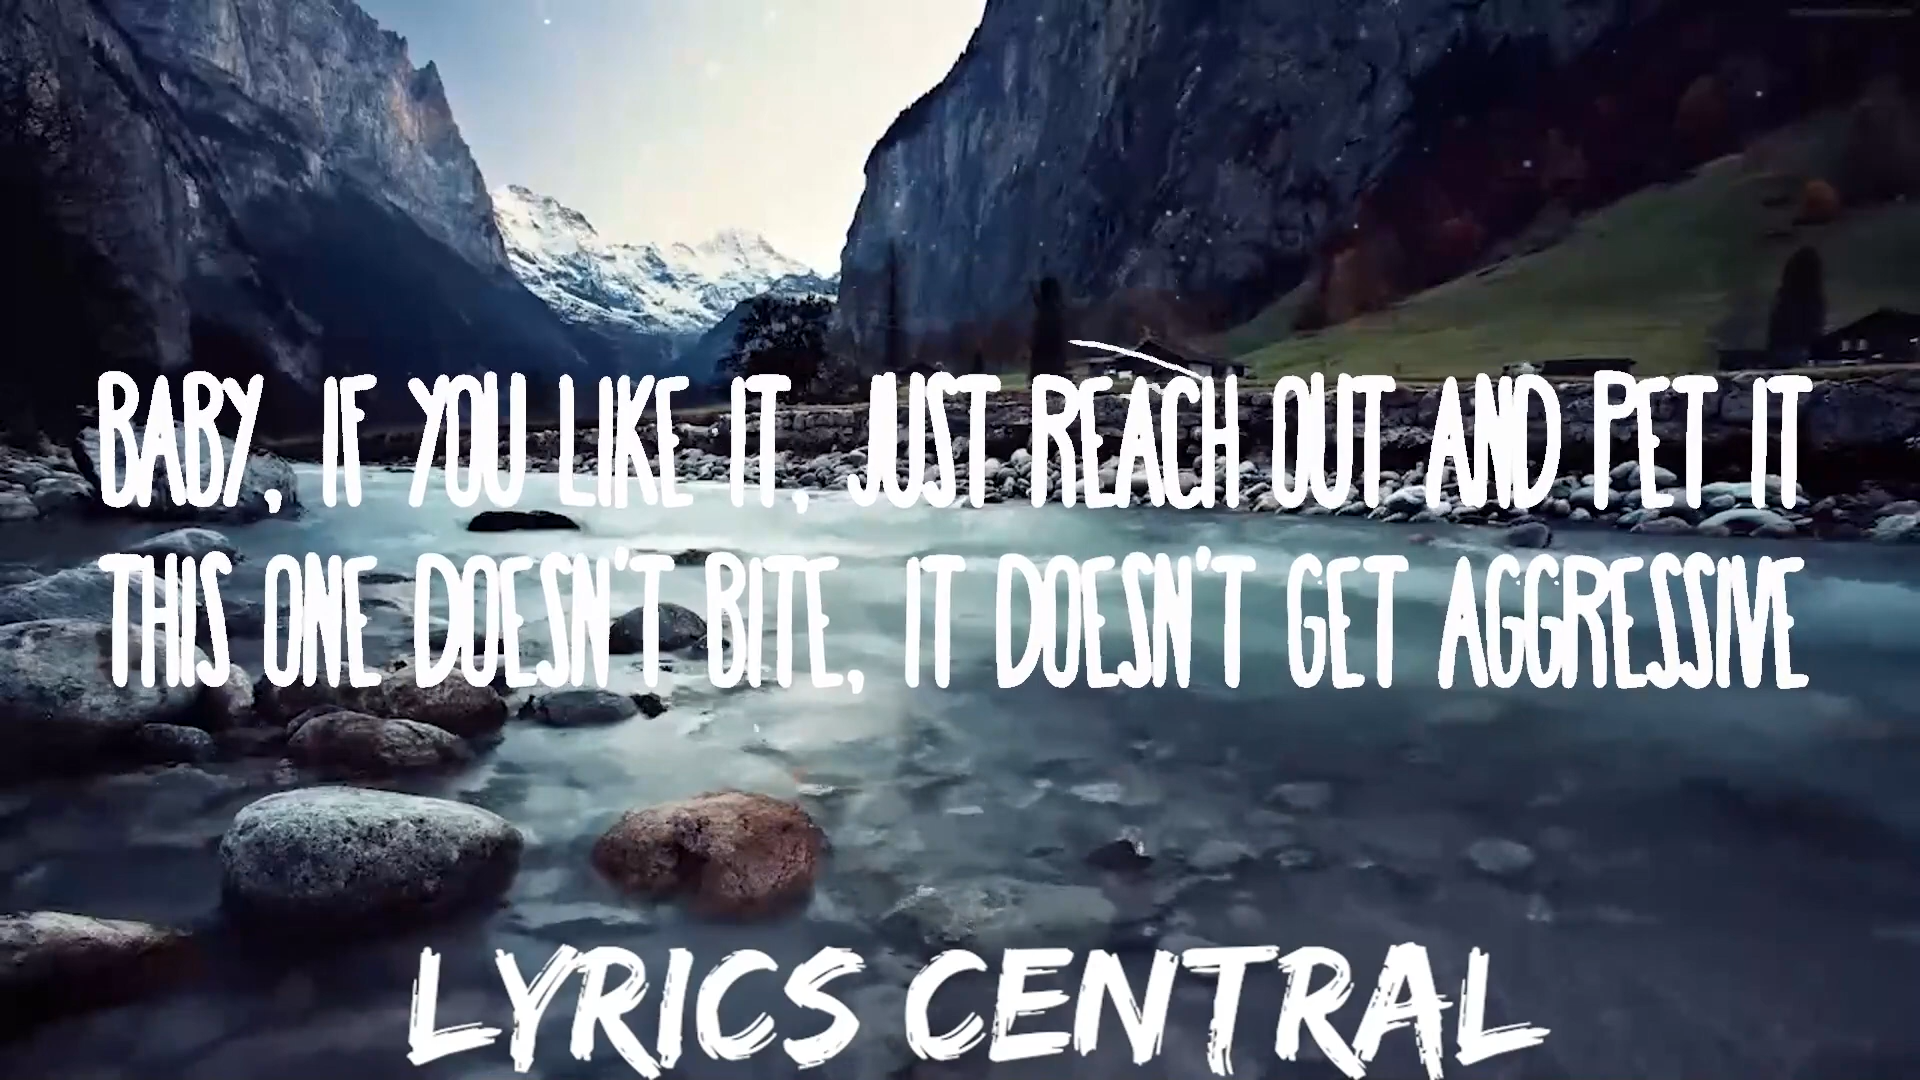 BABY, IF YOU LIKE IT, JUST REACH OUT AND PET IT
THIS ONE DOESN'T BITE, IT DOESN'T GET AGGRESSIVE
LYRICS CENTRAL